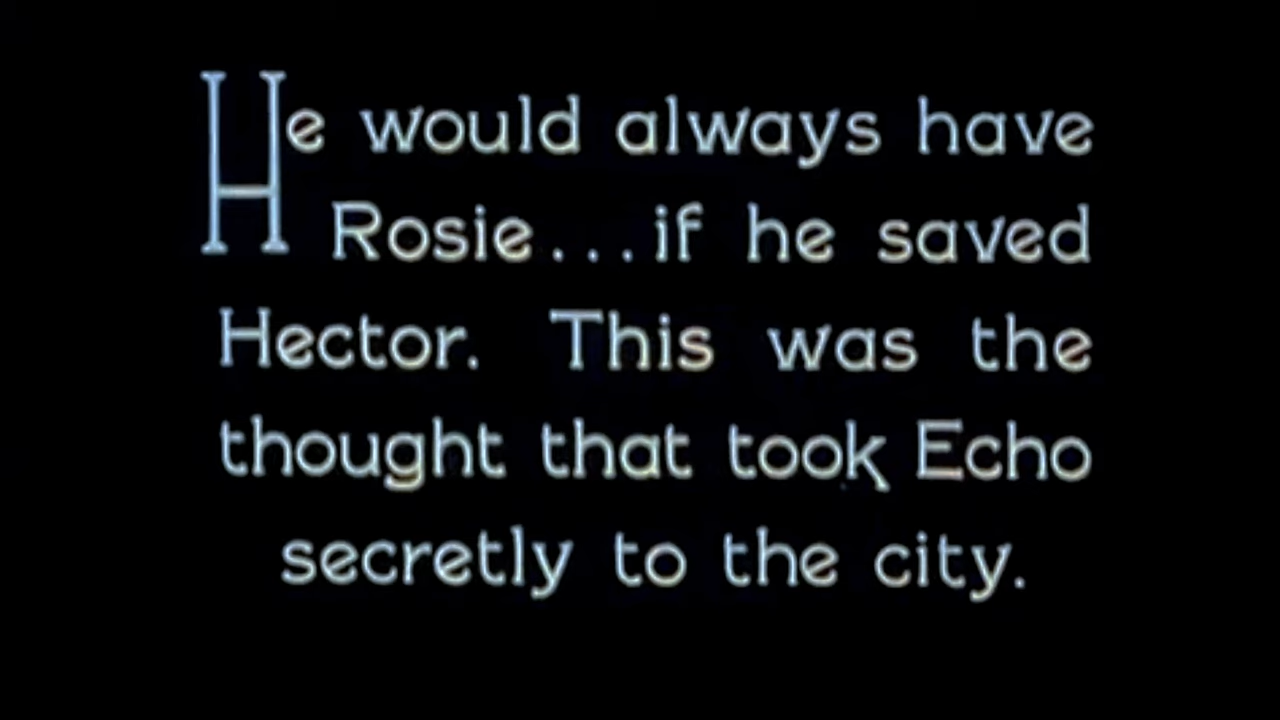 He would always have
Rosie...if he saved
Hector. This was the
thought that took Echo
secretly to the city.